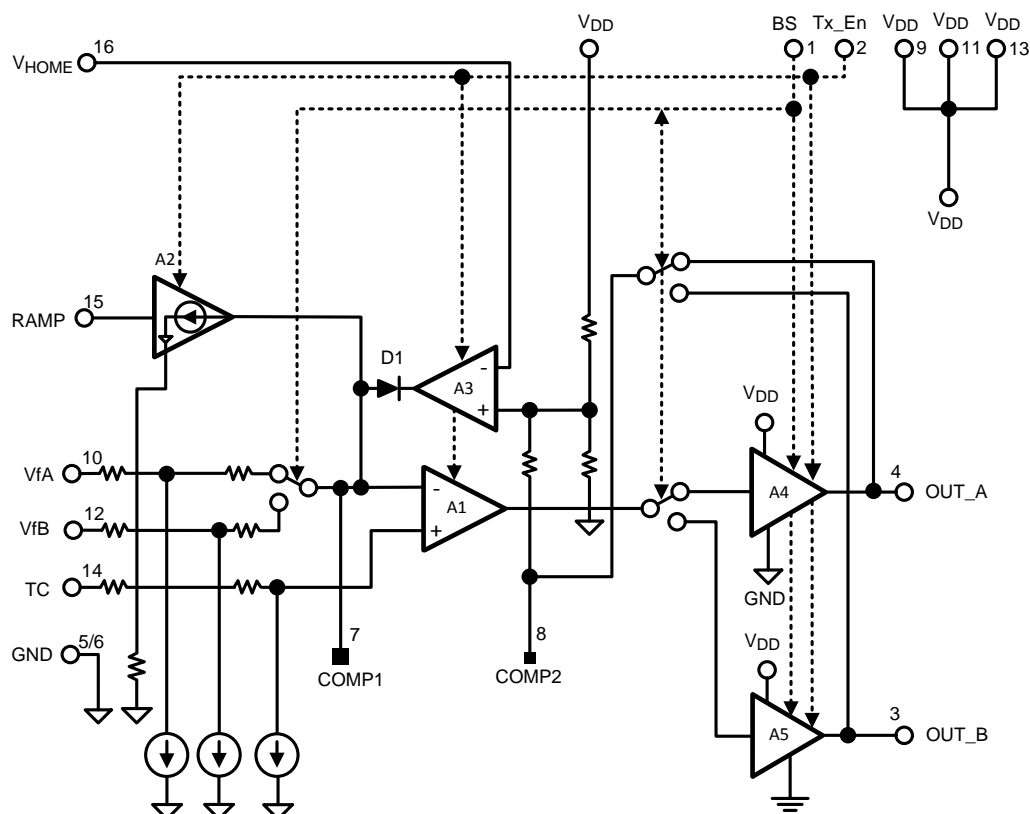 VDD
BS
Tx_En
VDD
VDD
VDD
16
1
2
9
11
13
VHOME
VDD
A2
15
RAMP
D1
-
A3
+
VDD
10
VfA
4
-
A4
OUT_A
A1
12
VfB
+
14
TC
GND
7
8
5/6
VDD
GND
COMP1
COMP2
3
A5
OUT_B